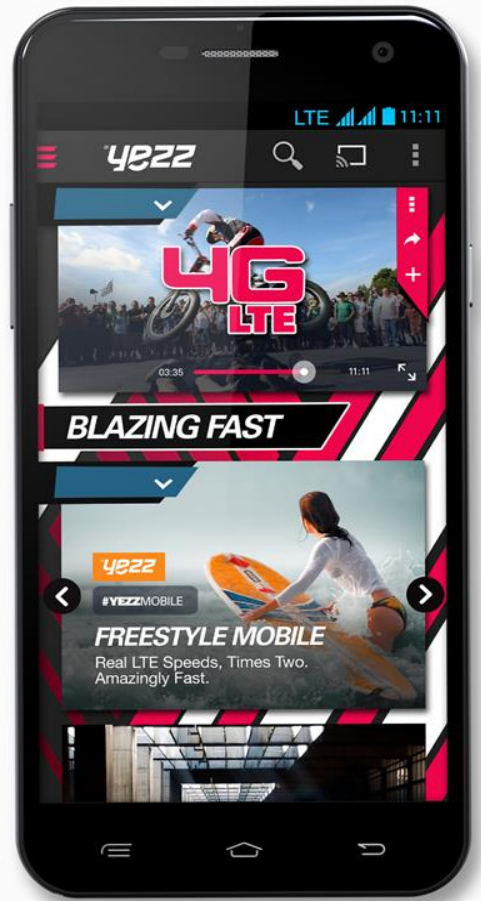 LTE 11:11
yezz
4G
LTE
03:35 11:11
BLAZING FAST
yezz
#YEZZMOBILE
FREESTYLE MOBILE
Real LTE Speeds, Times Two.
Amazingly Fast.